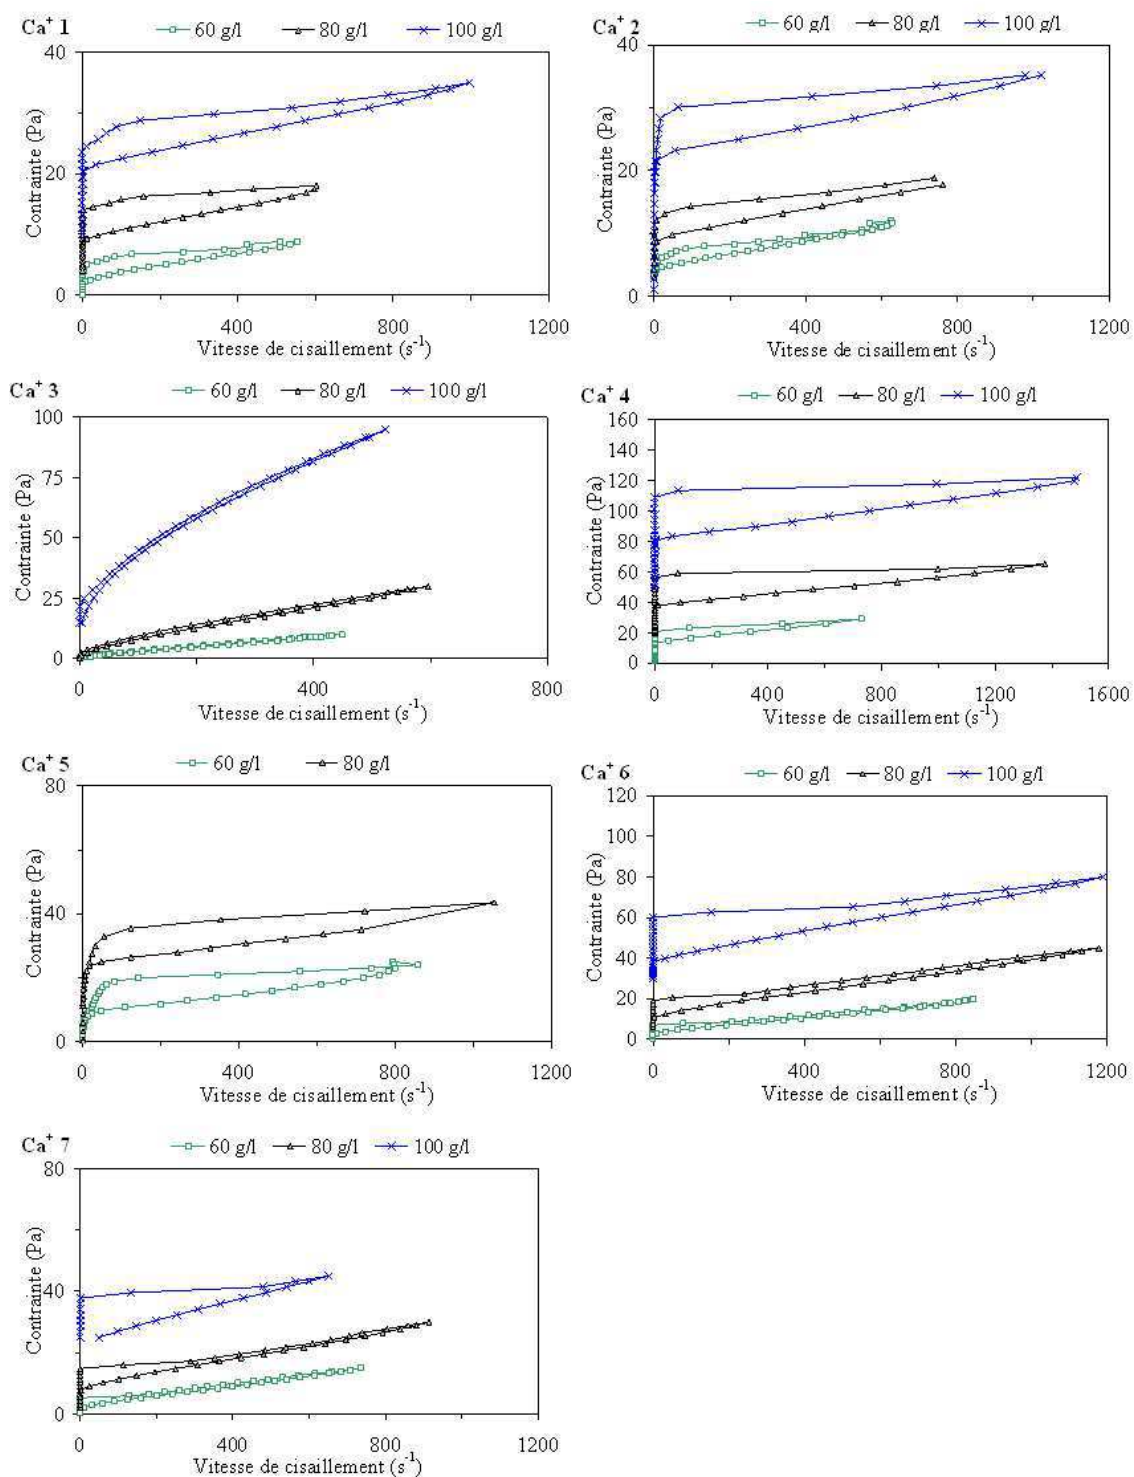 Ca⁺ 1
60 g/l 80 g/l 100 g/l
Contrainte (Pa)
40
20
0
0 400 800 1200
Vitesse de cisaillement (s⁻¹)
Ca⁺ 2
60 g/l 80 g/l 100 g/l
Contrainte (Pa)
40
20
0
0 400 800 1200
Vitesse de cisaillement (s⁻¹)
Ca⁺ 3
60 g/l 80 g/l 100 g/l
Contrainte (Pa)
100
75
50
25
0
0 400 800
Vitesse de cisaillement (s⁻¹)
Ca⁺ 4
60 g/l 80 g/l 100 g/l
Contrainte (Pa)
160
140
120
100
80
60
40
20
0
0 400 800 1200 1600
Vitesse de cisaillement (s⁻¹)
Ca⁺ 5
60 g/l 80 g/l
Contrainte (Pa)
80
40
0
0 400 800 1200
Vitesse de cisaillement (s⁻¹)
Ca⁺ 6
60 g/l 80 g/l 100 g/l
Contrainte (Pa)
120
100
80
60
40
20
0
0 400 800 1200
Vitesse de cisaillement (s⁻¹)
Ca⁺ 7
60 g/l 80 g/l 100 g/l
Contrainte (Pa)
80
40
0
0 400 800 1200
Vitesse de cisaillement (s⁻¹)